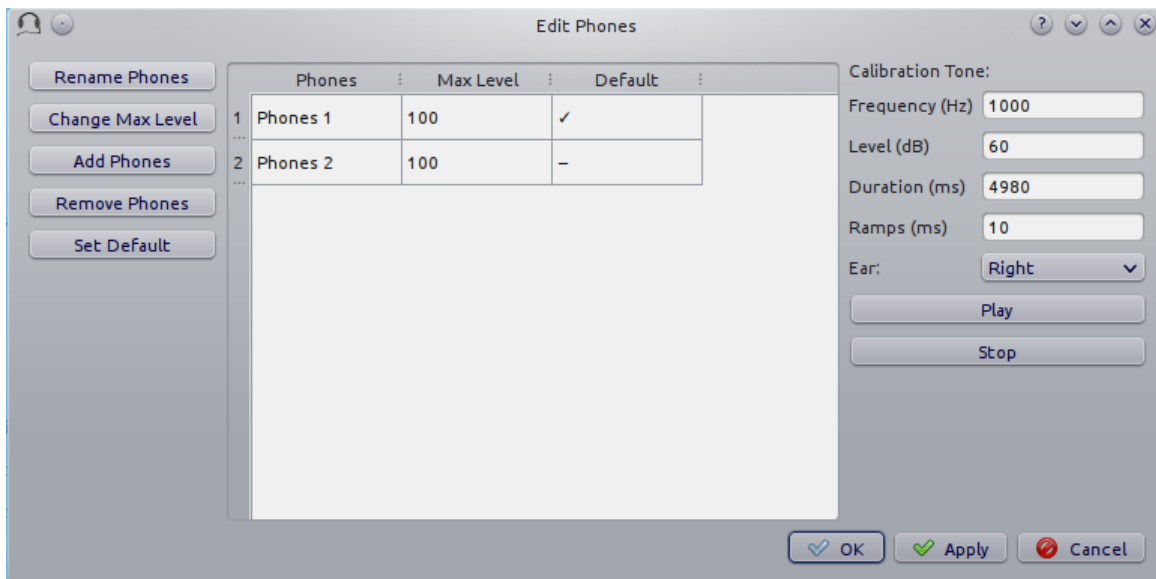 Edit Phones
Rename Phones
Change Max Level
Add Phones
Remove Phones
Set Default
Phones Max Level Default
1 Phones 1 100 ✓
2 Phones 2 100 –
Calibration Tone:
Frequency (Hz) 1000
Level (dB) 60
Duration (ms) 4980
Ramps (ms) 10
Ear: Right
Play
Stop
OK Apply Cancel